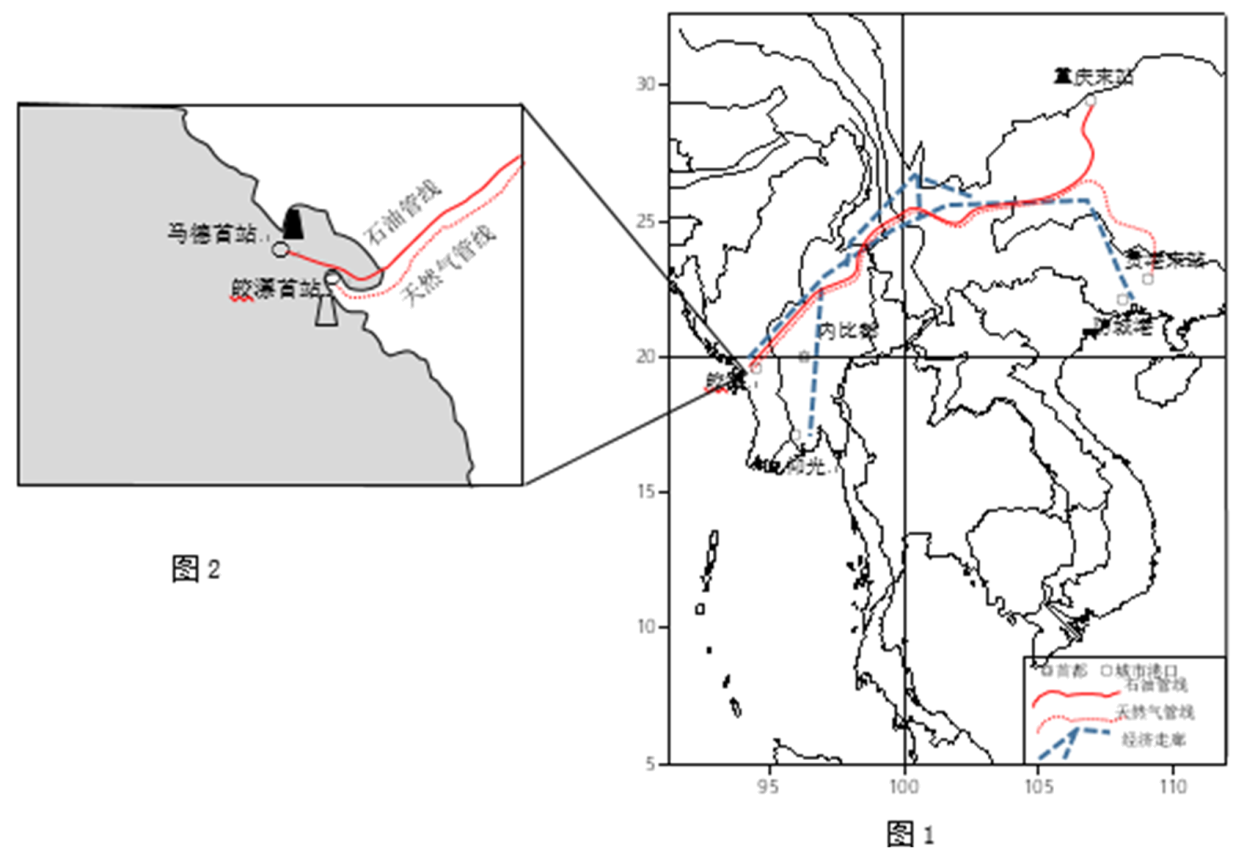 马德首站..
石油管线
天然气管线
皎漂首站..
图 2
30
25
20
15
10
5
95
100
105
110
重庆末站
贵港末站
防城港
内比都
皎漂
仰光..
首都
城市港口
石油管线
天然气管线
经济走廊
图 1